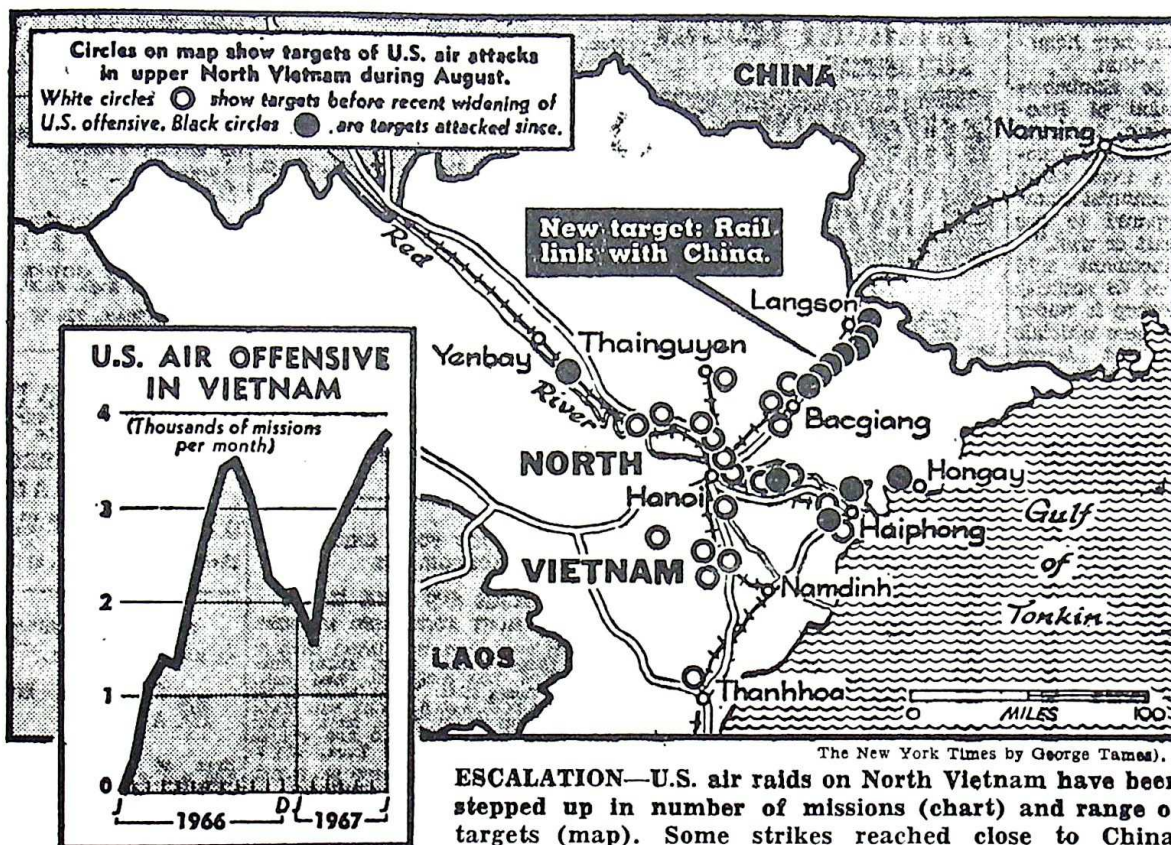 Circles on map show targets of U.S. air attacks
in upper North Vietnam during August.
White circles show targets before recent widening of
U.S. offensive. Black circles are targets attacked since.
CHINA
Nanning
Red
River
New target: Rail
link with China.
Langson
Thainguyen
Yenbay
Bacgiang
NORTH
VIETNAM
Hanoi
Hongay
Haiphong
Gulf
of
Tonkin
Namdinh
LAOS
Thanhhoa
0 MILES 100
U.S. AIR OFFENSIVE
IN VIETNAM
(Thousands of missions
per month)
4
3
2
1
0
J D J
1966 1967
The New York Times by George Tames).
ESCALATION—U.S. air raids on North Vietnam have been
stepped up in number of missions (chart) and range of
targets (map). Some strikes reached close to China